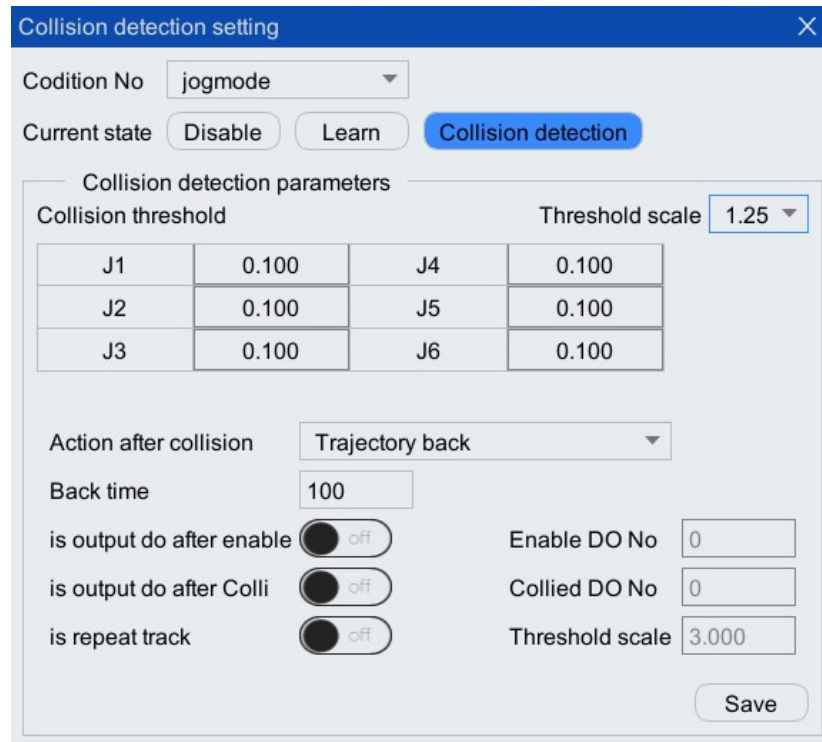 Collision detection setting
Codition No jogmode
Current state Disable Learn Collision detection
Collision detection parameters
Collision threshold Threshold scale 1.25
J1 0.100 J4 0.100
J2 0.100 J5 0.100
J3 0.100 J6 0.100
Action after collision Trajectory back
Back time 100
is output do after enable off Enable DO No 0
is output do after Colli off Collied DO No 0
is repeat track off Threshold scale 3.000
Save